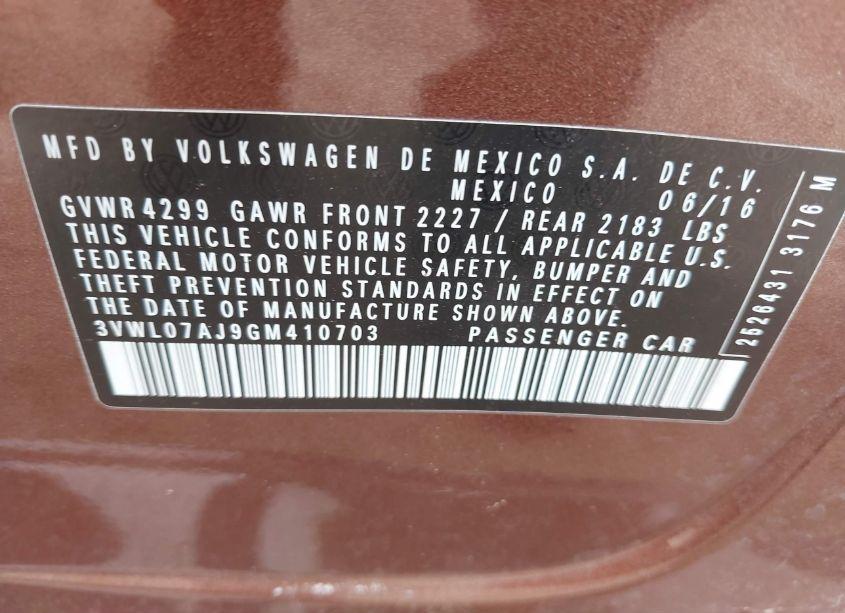 MFD BY VOLKSWAGEN DE MEXICO S.A. DE C.V.
MEXICO 06/16
GVWR 4299 GAWR FRONT 2227 / REAR 2183 LBS
THIS VEHICLE CONFORMS TO ALL APPLICABLE U.S.
FEDERAL MOTOR VEHICLE SAFETY, BUMPER AND
THEFT PREVENTION STANDARDS IN EFFECT ON
THE DATE OF MANUFACTURE SHOWN ABOVE.
3VWL07AJ9GM410703 PASSENGER CAR
2526431 3176 M